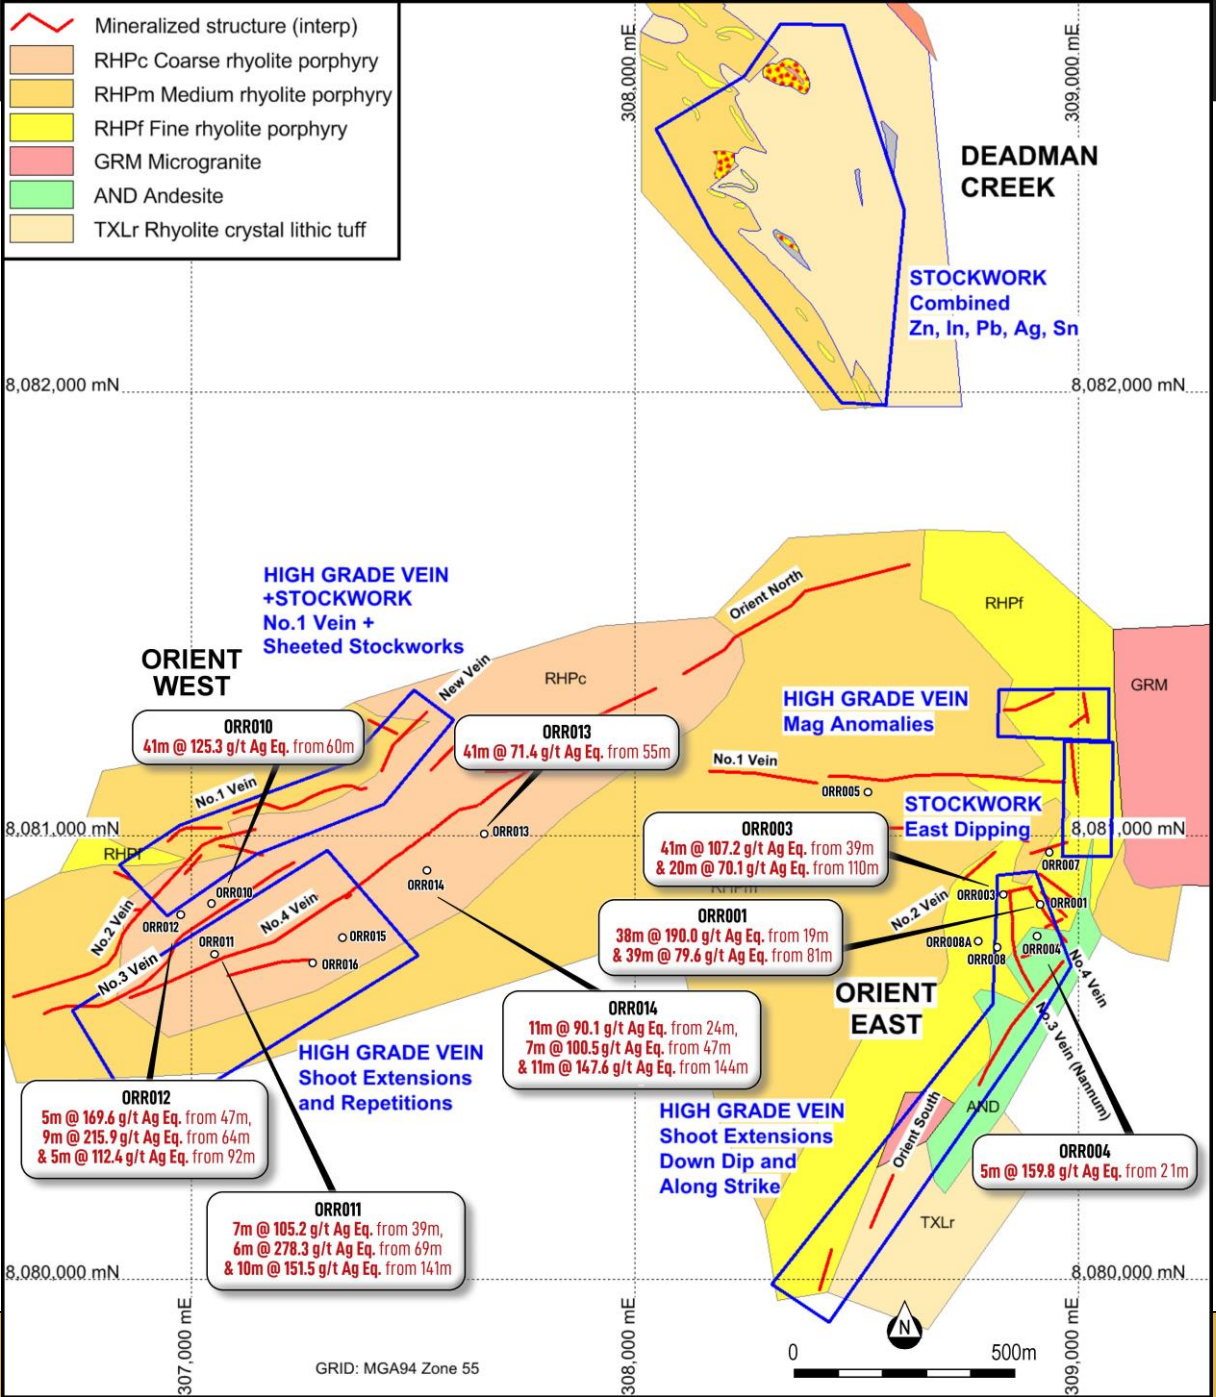 Mineralized structure (interp)
RHPc Coarse rhyolite porphyry
RHPm Medium rhyolite porphyry
RHPf Fine rhyolite porphyry
GRM Microgranite
AND Andesite
TXLr Rhyolite crystal lithic tuff
308,000 mE
309,000 mE
DEADMAN
CREEK
STOCKWORK
Combined
Zn, In, Pb, Ag, Sn
8,082,000 mN
8,082,000 mN
HIGH GRADE VEIN
+STOCKWORK
No.1 Vein +
Sheeted Stockworks
Orient North
RHPf
ORIENT
WEST
New Vein
RHPc
GRM
HIGH GRADE VEIN
Mag Anomalies
ORR010
41m @ 125.3 g/t Ag Eq. from 60m
ORR013
41m @ 71.4 g/t Ag Eq. from 55m
No.1 Vein
No.1 Vein
ORR005
STOCKWORK
East Dipping
8,081,000 mN
8,081,000 mN
ORR013
RHPf
ORR003
41m @ 107.2 g/t Ag Eq. from 39m
& 20m @ 70.1 g/t Ag Eq. from 110m
ORR007
ORR014
RHPm
ORR010
ORR003
ORR001
No.2 Vein
ORR012
No.4 Vein
No.2 Vein
ORR001
38m @ 190.0 g/t Ag Eq. from 19m
& 39m @ 79.6 g/t Ag Eq. from 81m
ORR015
ORR011
ORR008A
ORR004
ORR008
ORR016
No.3 Vein
No.4 Vein
ORIENT
EAST
ORR014
11m @ 90.1 g/t Ag Eq. from 24m,
7m @ 100.5 g/t Ag Eq. from 47m
& 11m @ 147.6 g/t Ag Eq. from 144m
No.3 Vein (Nannum)
HIGH GRADE VEIN
Shoot Extensions
and Repetitions
ORR012
5m @ 169.6 g/t Ag Eq. from 47m,
9m @ 215.9 g/t Ag Eq. from 64m
& 5m @ 112.4 g/t Ag Eq. from 92m
HIGH GRADE VEIN
Shoot Extensions
Down Dip and
Along Strike
AND
Orient South
ORR004
5m @ 159.8 g/t Ag Eq. from 21m
ORR011
7m @ 105.2 g/t Ag Eq. from 39m,
6m @ 278.3 g/t Ag Eq. from 69m
& 10m @ 151.5 g/t Ag Eq. from 141m
TXLr
8,080,000 mN
8,080,000 mN
307,000 mE
308,000 mE
309,000 mE
N
0
500m
GRID: MGA94 Zone 55